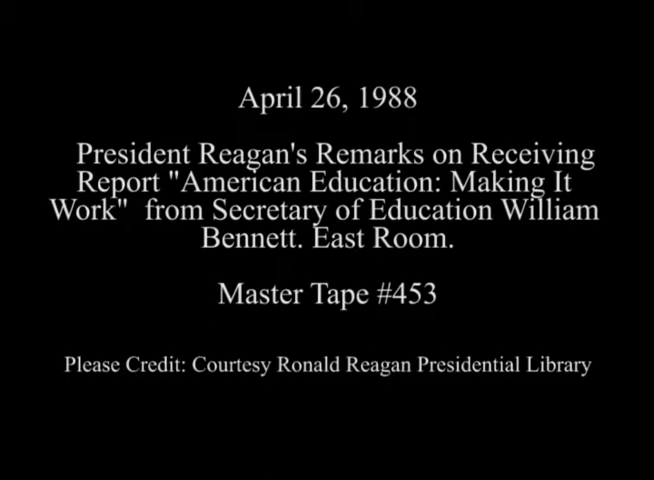 April 26, 1988
President Reagan's Remarks on Receiving
Report "American Education: Making It
Work" from Secretary of Education William
Bennett. East Room.
Master Tape #453
Please Credit: Courtesy Ronald Reagan Presidential Library